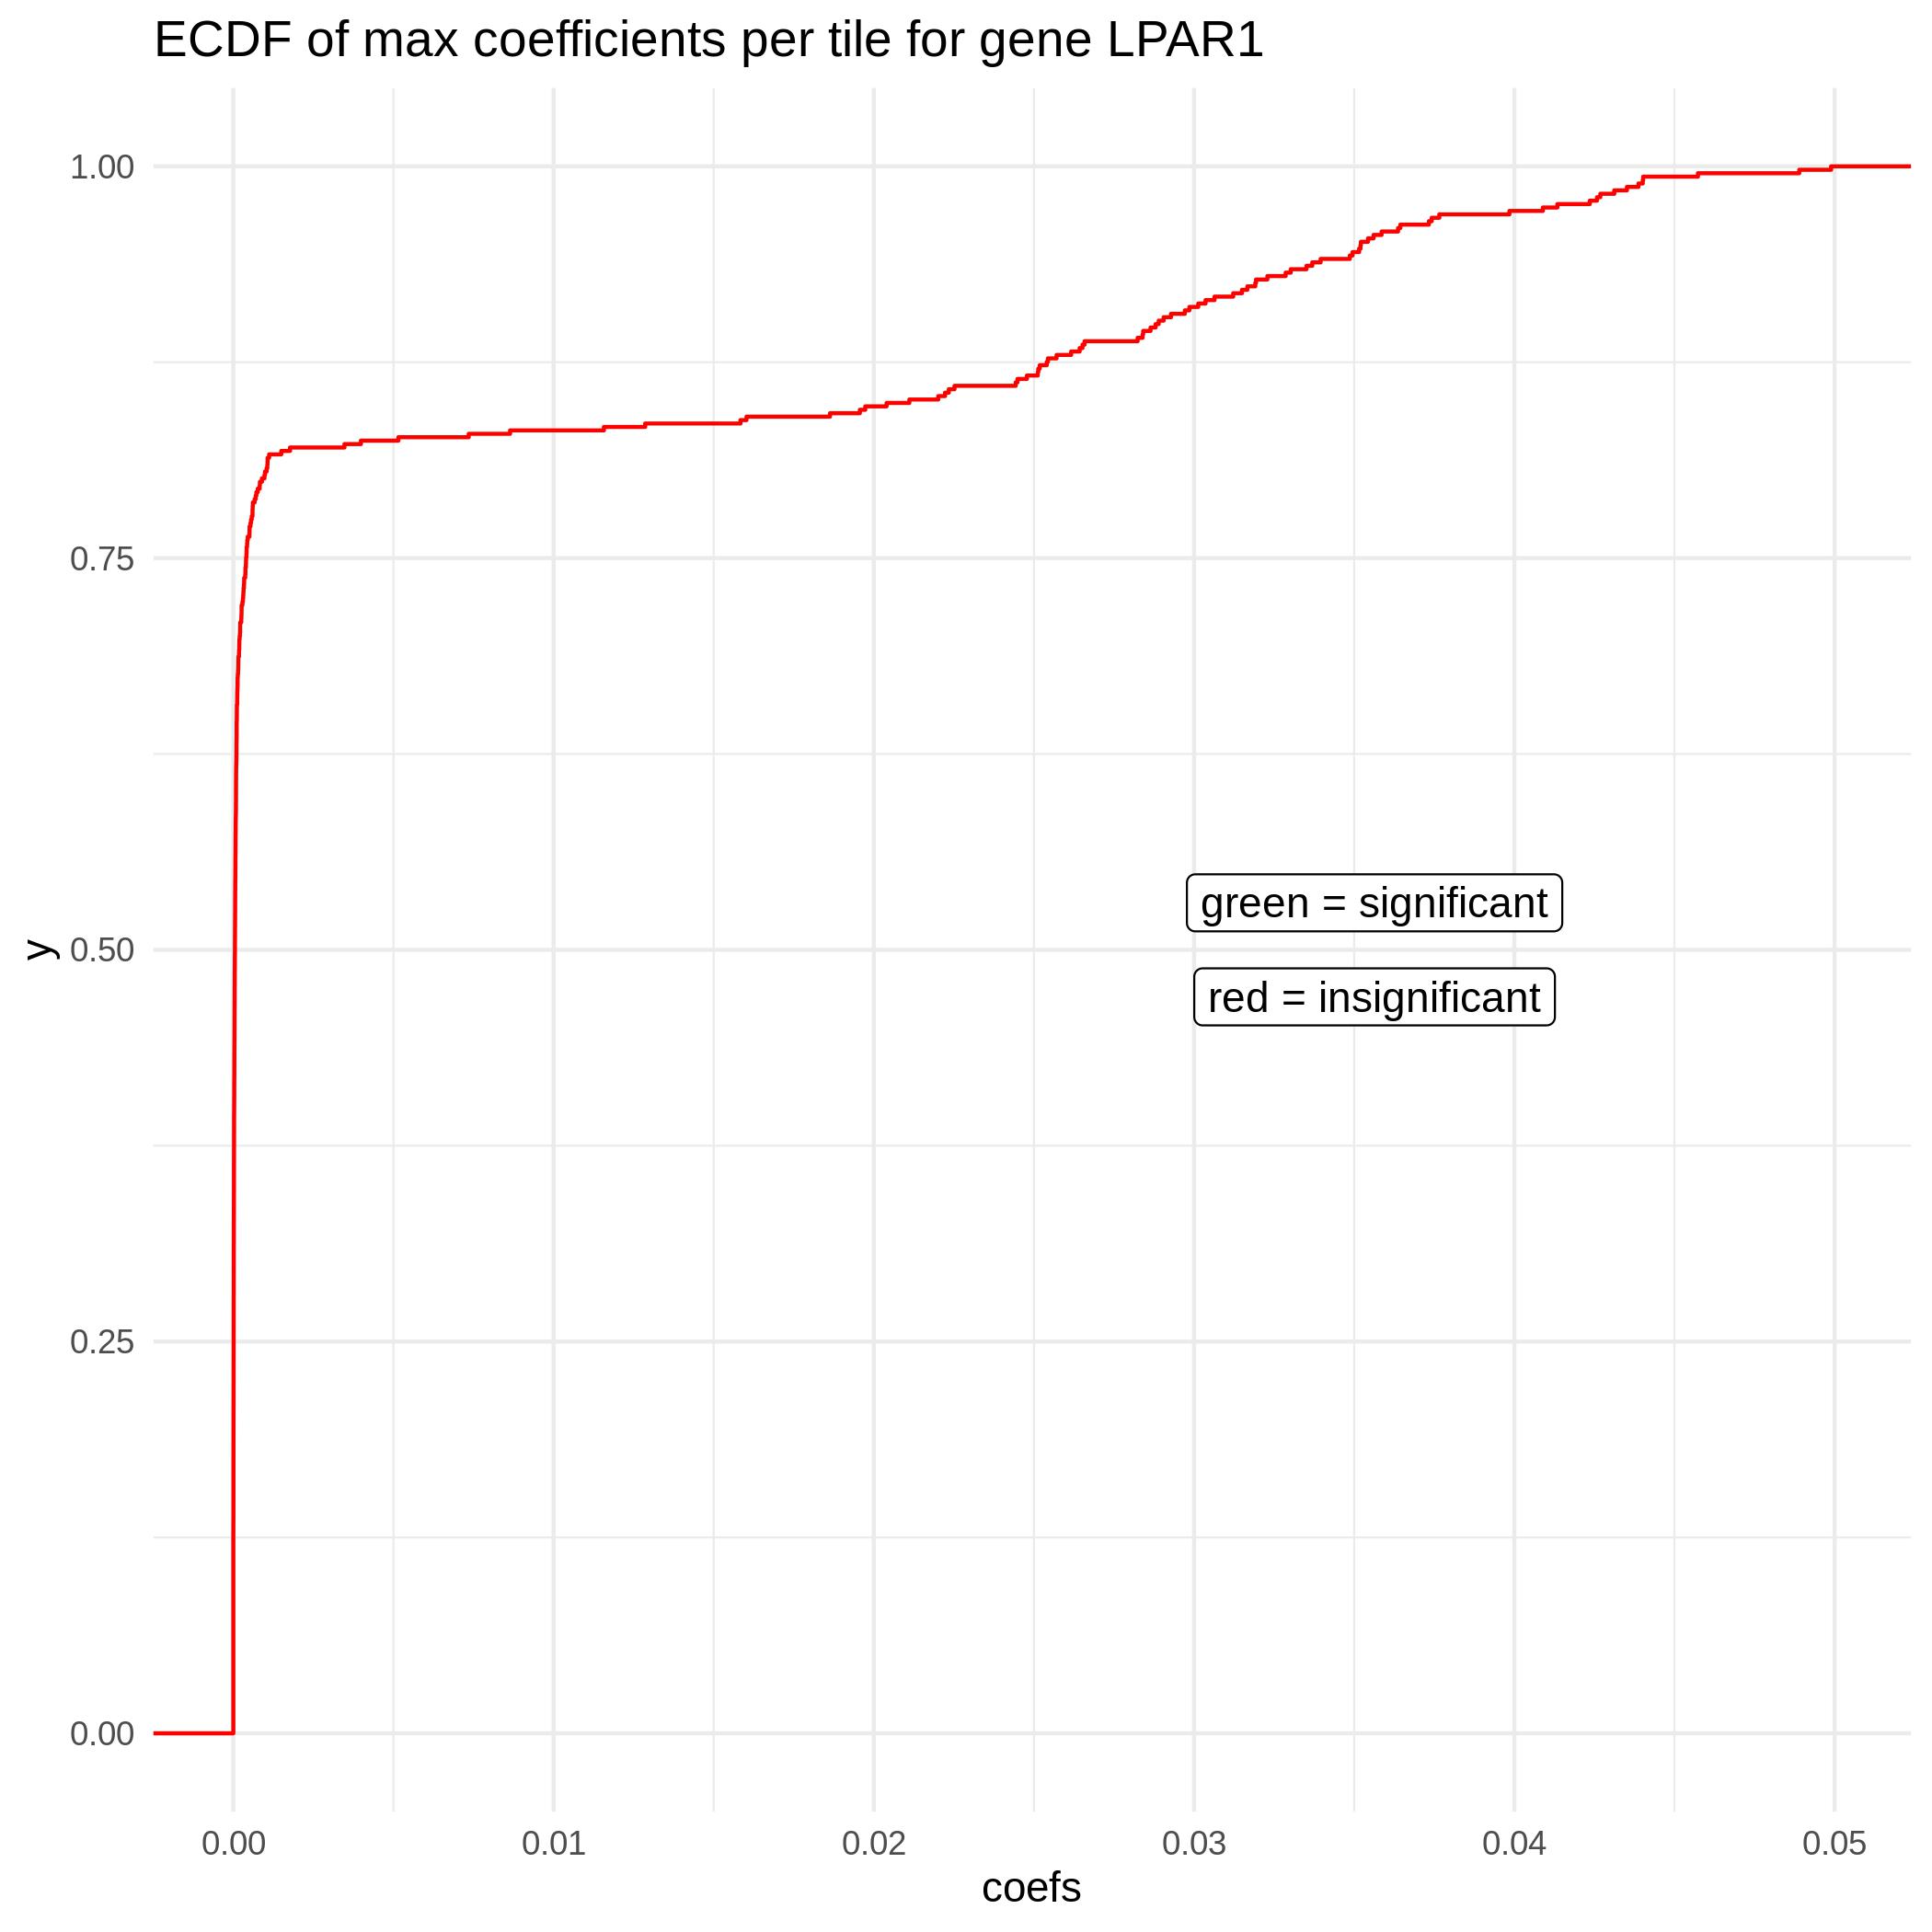 ECDF of max coefficients per tile for gene LPAR1
1.00
0.75
0.50
0.25
0.00
y
green = significant
red = insignificant
0.00 0.01 0.02 0.03 0.04 0.05
coefs